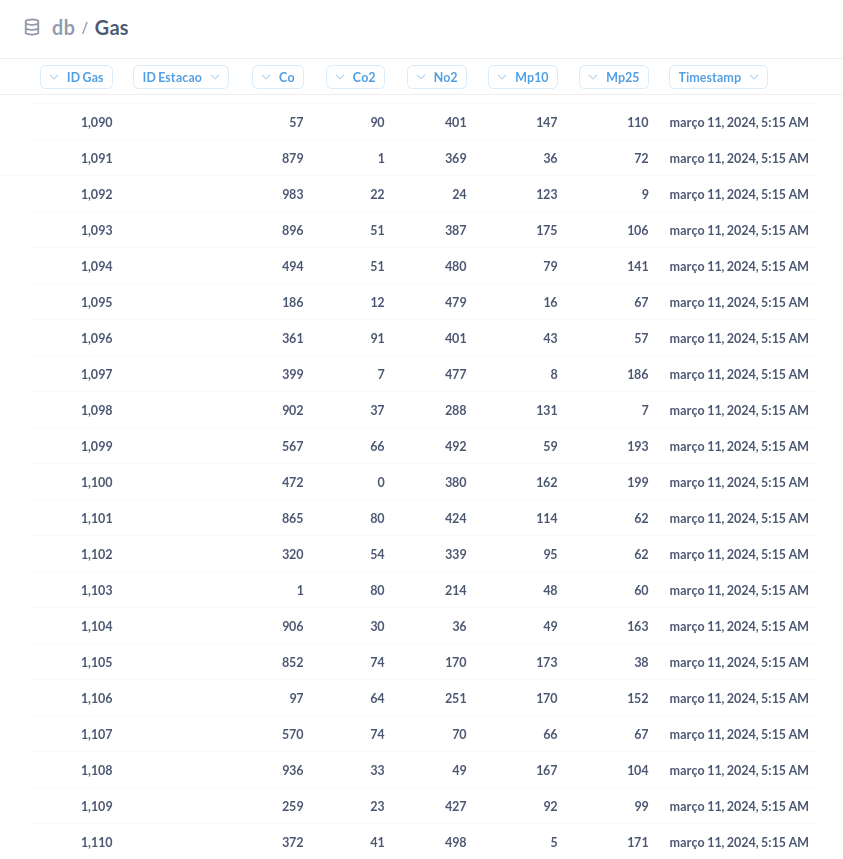 db / Gas
ID Gas ID Estacao Co Co2 No2 Mp10 Mp25 Timestamp
1,090 57 90 401 147 110 março 11, 2024, 5:15 AM
1,091 879 1 369 36 72 março 11, 2024, 5:15 AM
1,092 983 22 24 123 9 março 11, 2024, 5:15 AM
1,093 896 51 387 175 106 março 11, 2024, 5:15 AM
1,094 494 51 480 79 141 março 11, 2024, 5:15 AM
1,095 186 12 479 16 67 março 11, 2024, 5:15 AM
1,096 361 91 401 43 57 março 11, 2024, 5:15 AM
1,097 399 7 477 8 186 março 11, 2024, 5:15 AM
1,098 902 37 288 131 7 março 11, 2024, 5:15 AM
1,099 567 66 492 59 193 março 11, 2024, 5:15 AM
1,100 472 0 380 162 199 março 11, 2024, 5:15 AM
1,101 865 80 424 114 62 março 11, 2024, 5:15 AM
1,102 320 54 339 95 62 março 11, 2024, 5:15 AM
1,103 1 80 214 48 60 março 11, 2024, 5:15 AM
1,104 906 30 36 49 163 março 11, 2024, 5:15 AM
1,105 852 74 170 173 38 março 11, 2024, 5:15 AM
1,106 97 64 251 170 152 março 11, 2024, 5:15 AM
1,107 570 74 70 66 67 março 11, 2024, 5:15 AM
1,108 936 33 49 167 104 março 11, 2024, 5:15 AM
1,109 259 23 427 92 99 março 11, 2024, 5:15 AM
1,110 372 41 498 5 171 março 11, 2024, 5:15 AM